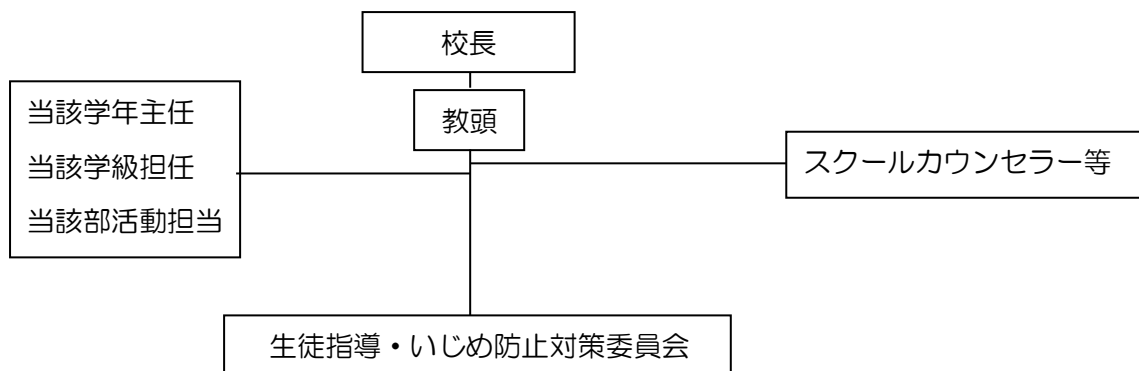 校長
教頭
当該学年主任
当該学級担任
当該部活動担当
スクールカウンセラー等
生徒指導・いじめ防止対策委員会